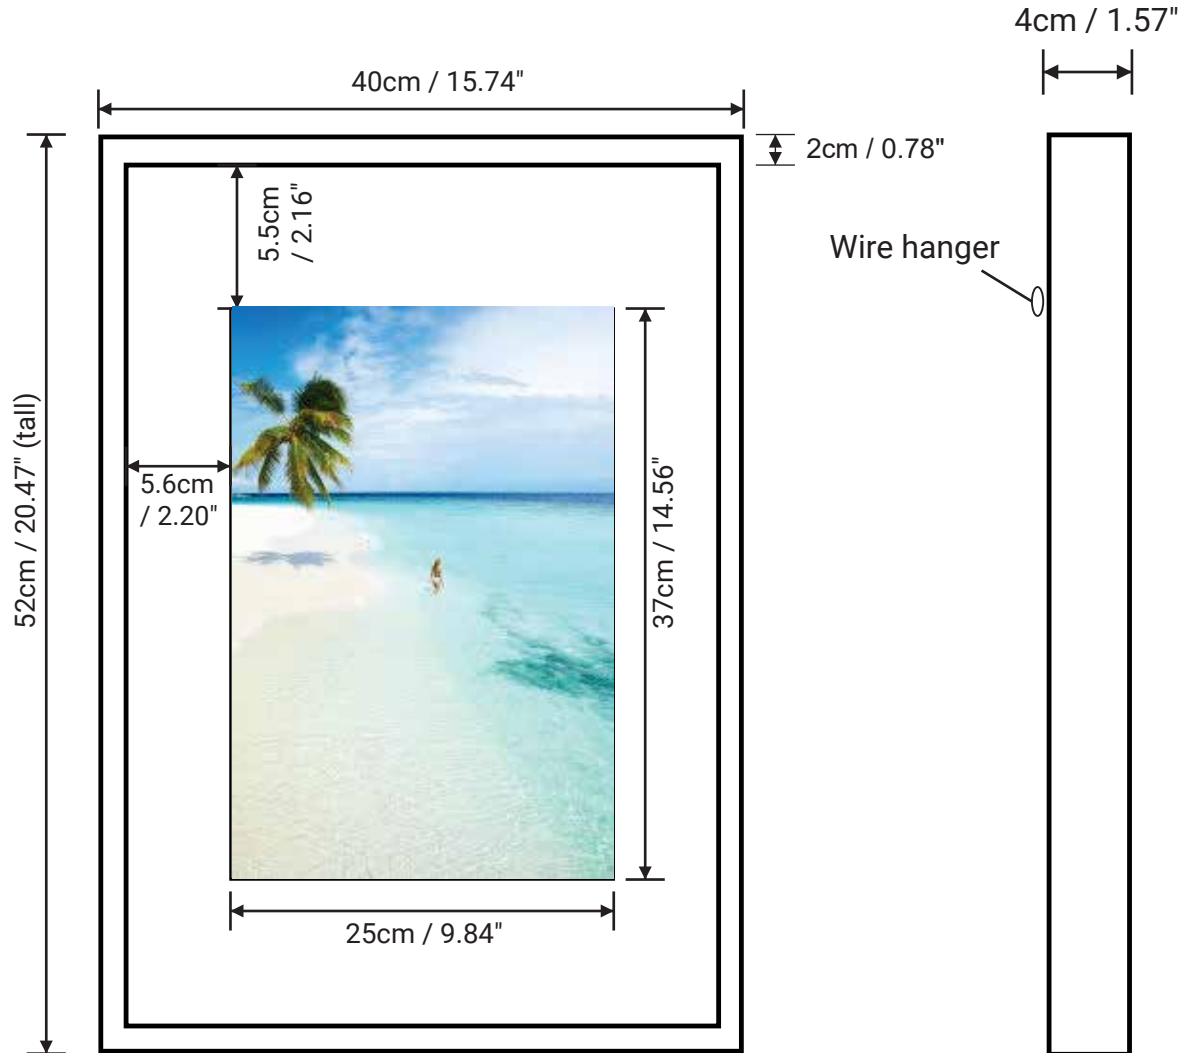 4cm / 1.57"
40cm / 15.74"
2cm / 0.78"
5.5cm
/ 2.16"
Wire hanger
52cm / 20.47" (tall)
5.6cm
/ 2.20"
37cm / 14.56"
25cm / 9.84"